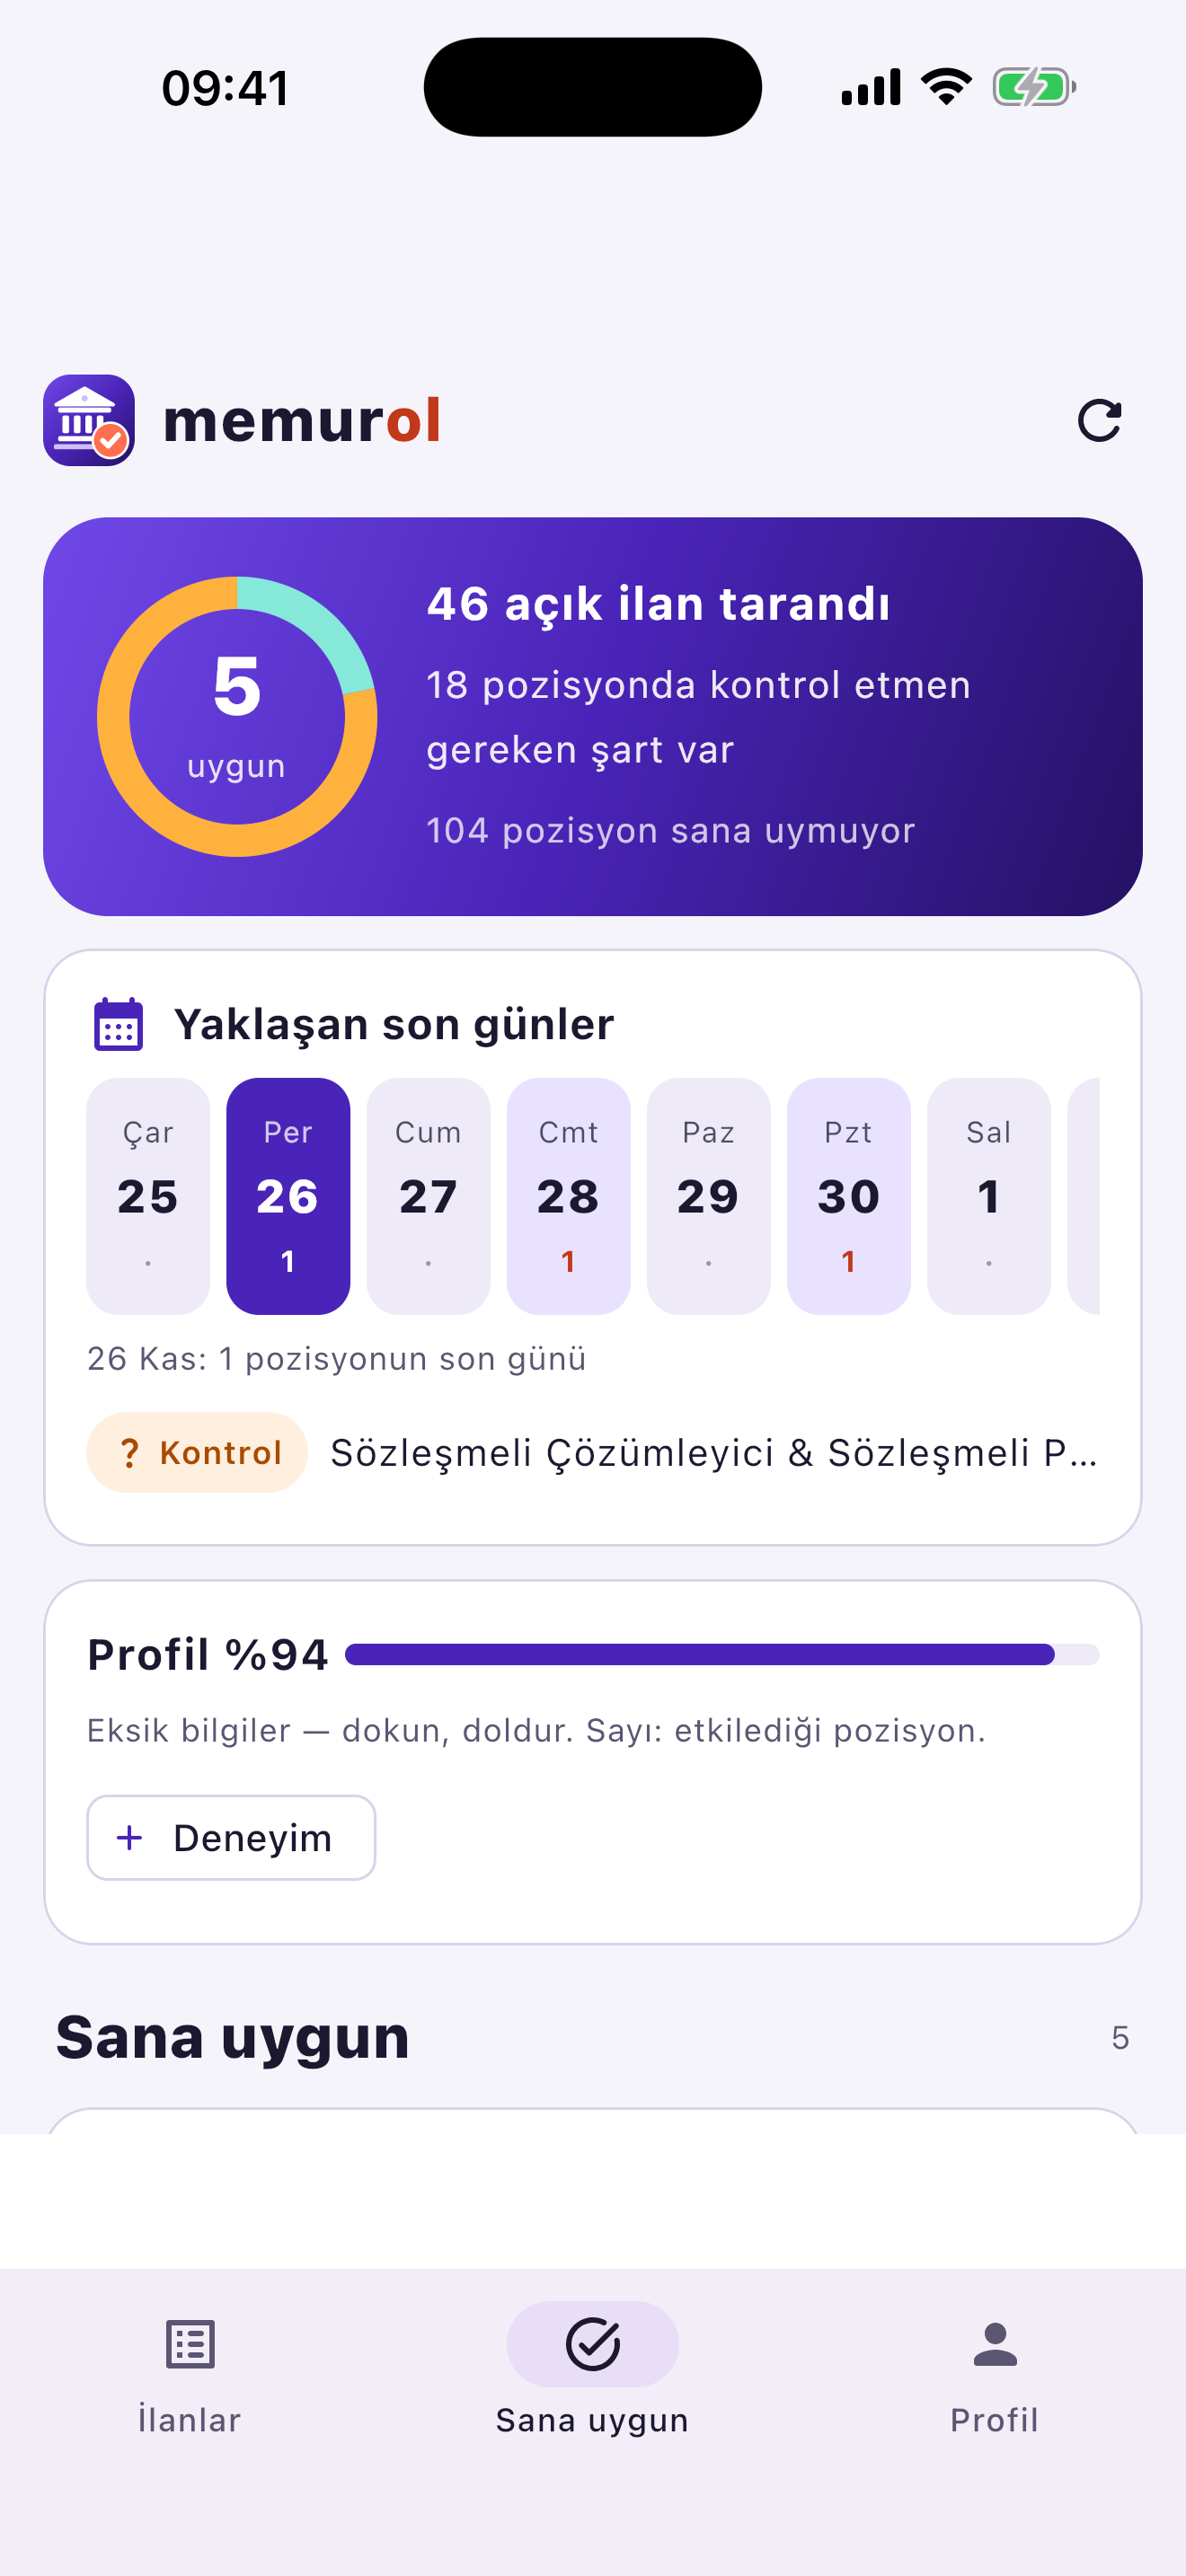 09:41
memurol
5
uygun
46 açık ilan tarandı
18 pozisyonda kontrol etmen
gereken şart var
104 pozisyon sana uymuyor
Yaklaşan son günler
Çar Per Cum Cmt Paz Pzt Sal
25 26 27 28 29 30 1
· 1 · 1 · 1 ·
26 Kas: 1 pozisyonun son günü
? Kontrol Sözleşmeli Çözümleyici & Sözleşmeli P...
Profil %94
Eksik bilgiler — dokun, doldur. Sayı: etkilediği pozisyon.
+ Deneyim
Sana uygun 5
İlanlar Sana uygun Profil